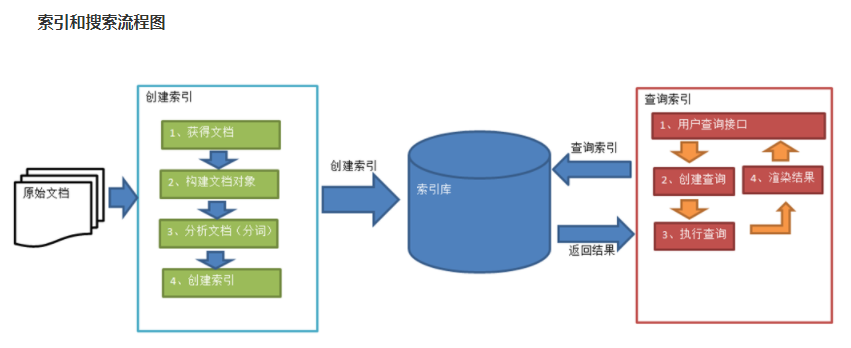 索引和搜索流程图
原始文档
创建索引
1、获得文档
2、构建文档对象
3、分析文档（分词）
4、创建索引
创建索引
索引库
查询索引
返回结果
查询索引
1、用户查询接口
2、创建查询
3、执行查询
4、渲染结果